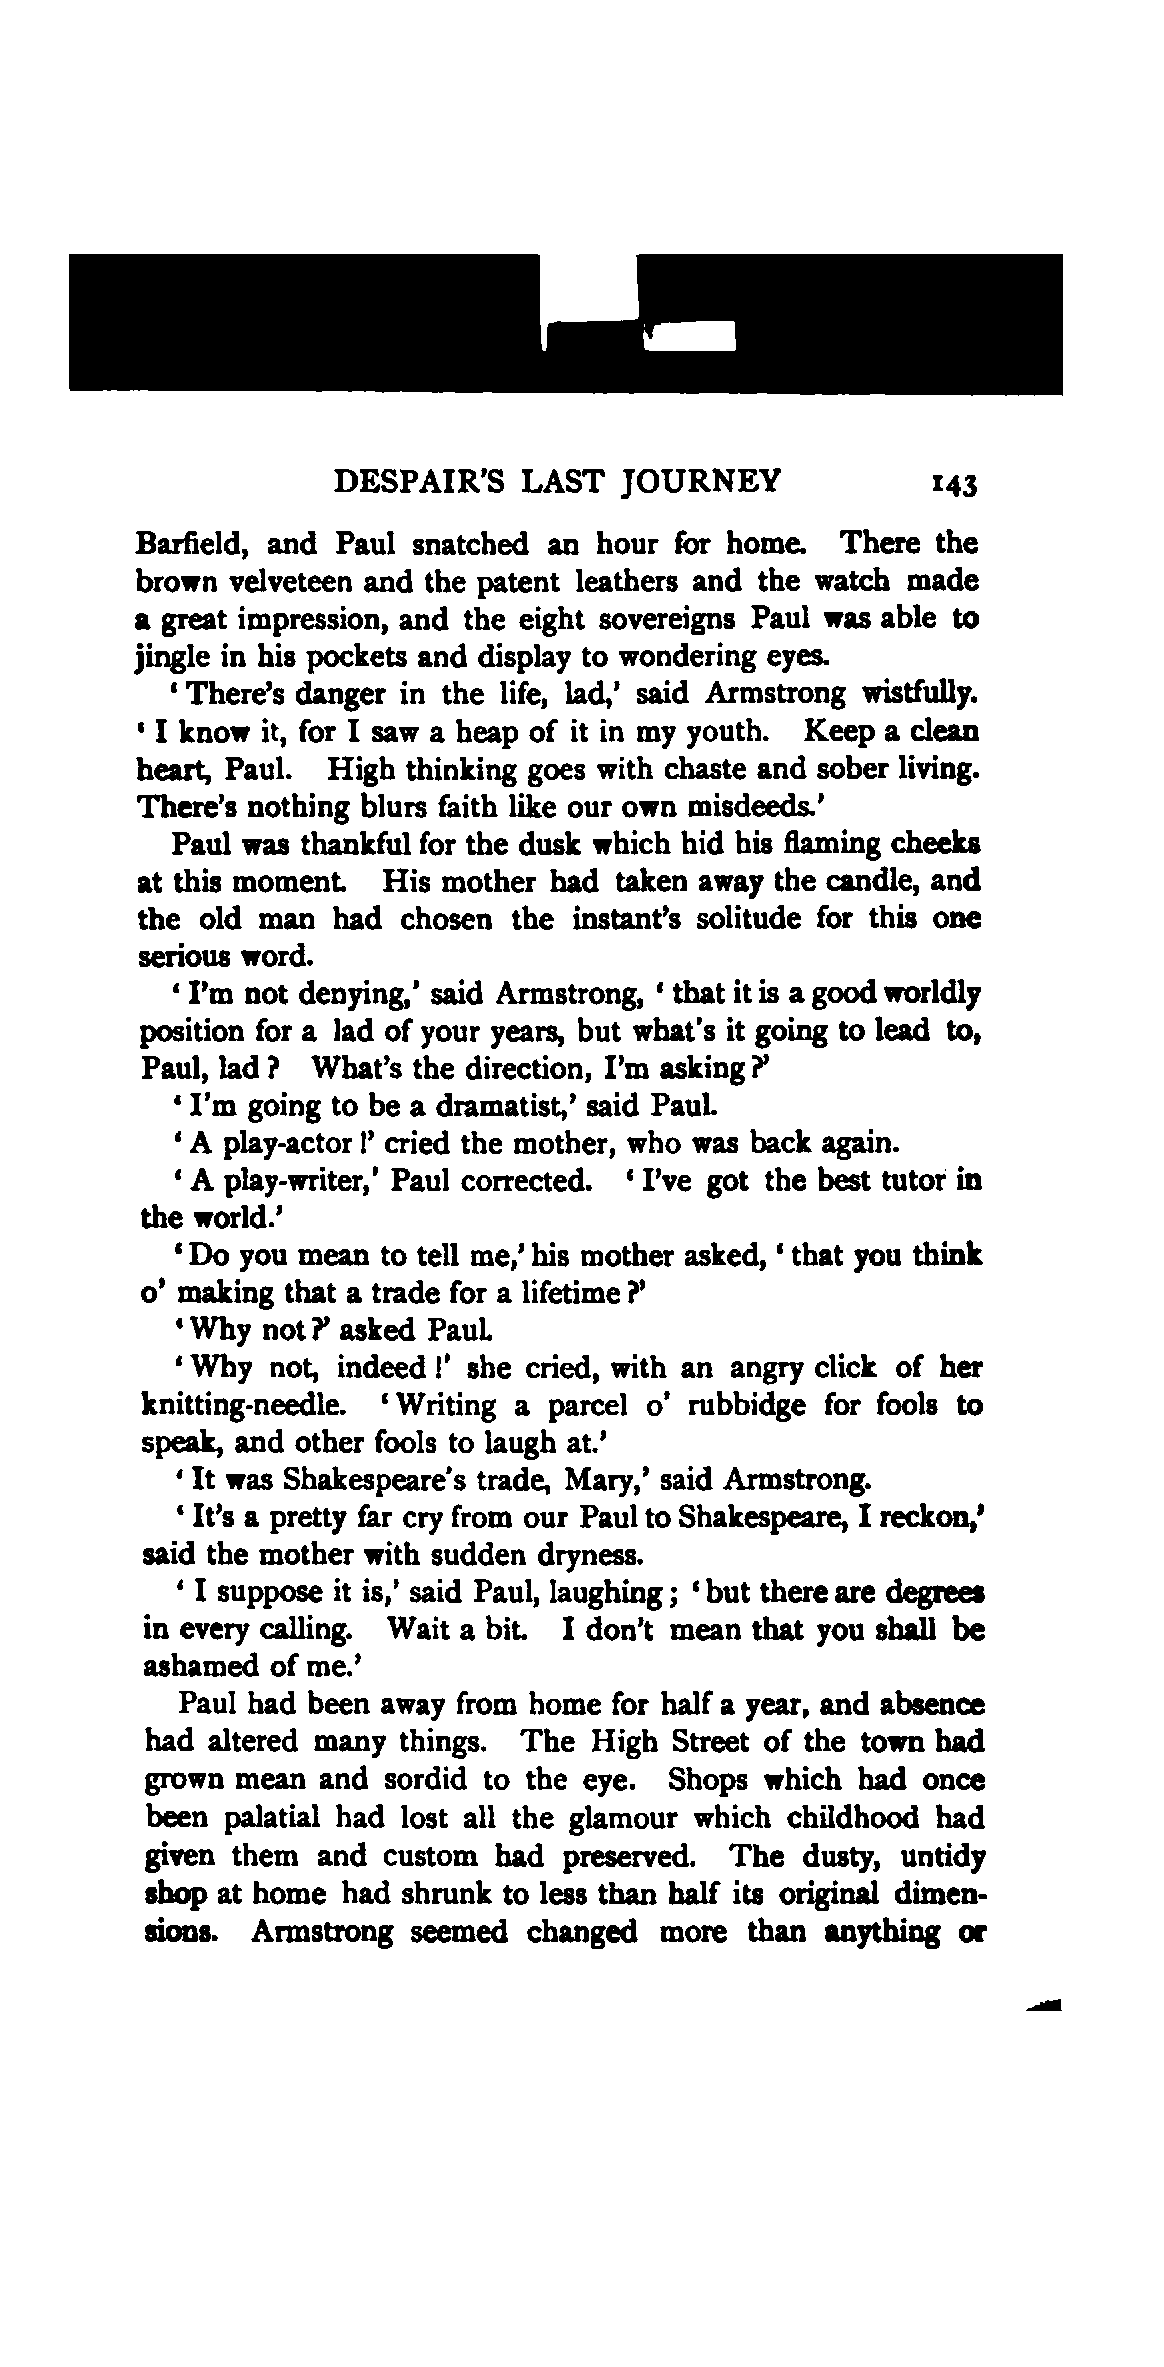 DESPAIR'S LAST JOURNEY 143
Barfield, and Paul snatched an hour for home. There the
brown velveteen and the patent leathers and the watch made
a great impression, and the eight sovereigns Paul was able to
jingle in his pockets and display to wondering eyes.
'There's danger in the life, lad,' said Armstrong wistfully.
'I know it, for I saw a heap of it in my youth. Keep a clean
heart, Paul. High thinking goes with chaste and sober living.
There's nothing blurs faith like our own misdeeds.'
Paul was thankful for the dusk which hid his flaming cheeks
at this moment. His mother had taken away the candle, and
the old man had chosen the instant's solitude for this one
serious word.
'I'm not denying,' said Armstrong, 'that it is a good worldly
position for a lad of your years, but what's it going to lead to,
Paul, lad? What's the direction, I'm asking?'
'I'm going to be a dramatist,' said Paul.
'A play-actor!' cried the mother, who was back again.
'A play-writer,' Paul corrected. 'I've got the best tutor in
the world.'
'Do you mean to tell me,' his mother asked, 'that you think
o' making that a trade for a lifetime?'
'Why not?' asked Paul.
'Why not, indeed!' she cried, with an angry click of her
knitting-needle. 'Writing a parcel o' rubbidge for fools to
speak, and other fools to laugh at.'
'It was Shakespeare's trade, Mary,' said Armstrong.
'It's a pretty far cry from our Paul to Shakespeare, I reckon,'
said the mother with sudden dryness.
'I suppose it is,' said Paul, laughing; 'but there are degrees
in every calling. Wait a bit. I don't mean that you shall be
ashamed of me.'
Paul had been away from home for half a year, and absence
had altered many things. The High Street of the town had
grown mean and sordid to the eye. Shops which had once
been palatial had lost all the glamour which childhood had
given them and custom had preserved. The dusty, untidy
shop at home had shrunk to less than half its original dimen-
sions. Armstrong seemed changed more than anything or